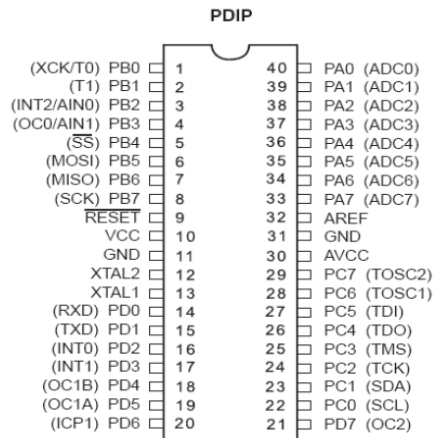 PDIP
(XCK/T0) PB0 1 40 PA0 (ADC0)
(T1) PB1 2 39 PA1 (ADC1)
(INT2/AIN0) PB2 3 38 PA2 (ADC2)
(OC0/AIN1) PB3 4 37 PA3 (ADC3)
(SS) PB4 5 36 PA4 (ADC4)
(MOSI) PB5 6 35 PA5 (ADC5)
(MISO) PB6 7 34 PA6 (ADC6)
(SCK) PB7 8 33 PA7 (ADC7)
RESET 9 32 AREF
VCC 10 31 GND
GND 11 30 AVCC
XTAL2 12 29 PC7 (TOSC2)
XTAL1 13 28 PC6 (TOSC1)
(RXD) PD0 14 27 PC5 (TDI)
(TXD) PD1 15 26 PC4 (TDO)
(INT0) PD2 16 25 PC3 (TMS)
(INT1) PD3 17 24 PC2 (TCK)
(OC1B) PD4 18 23 PC1 (SDA)
(OC1A) PD5 19 22 PC0 (SCL)
(ICP1) PD6 20 21 PD7 (OC2)